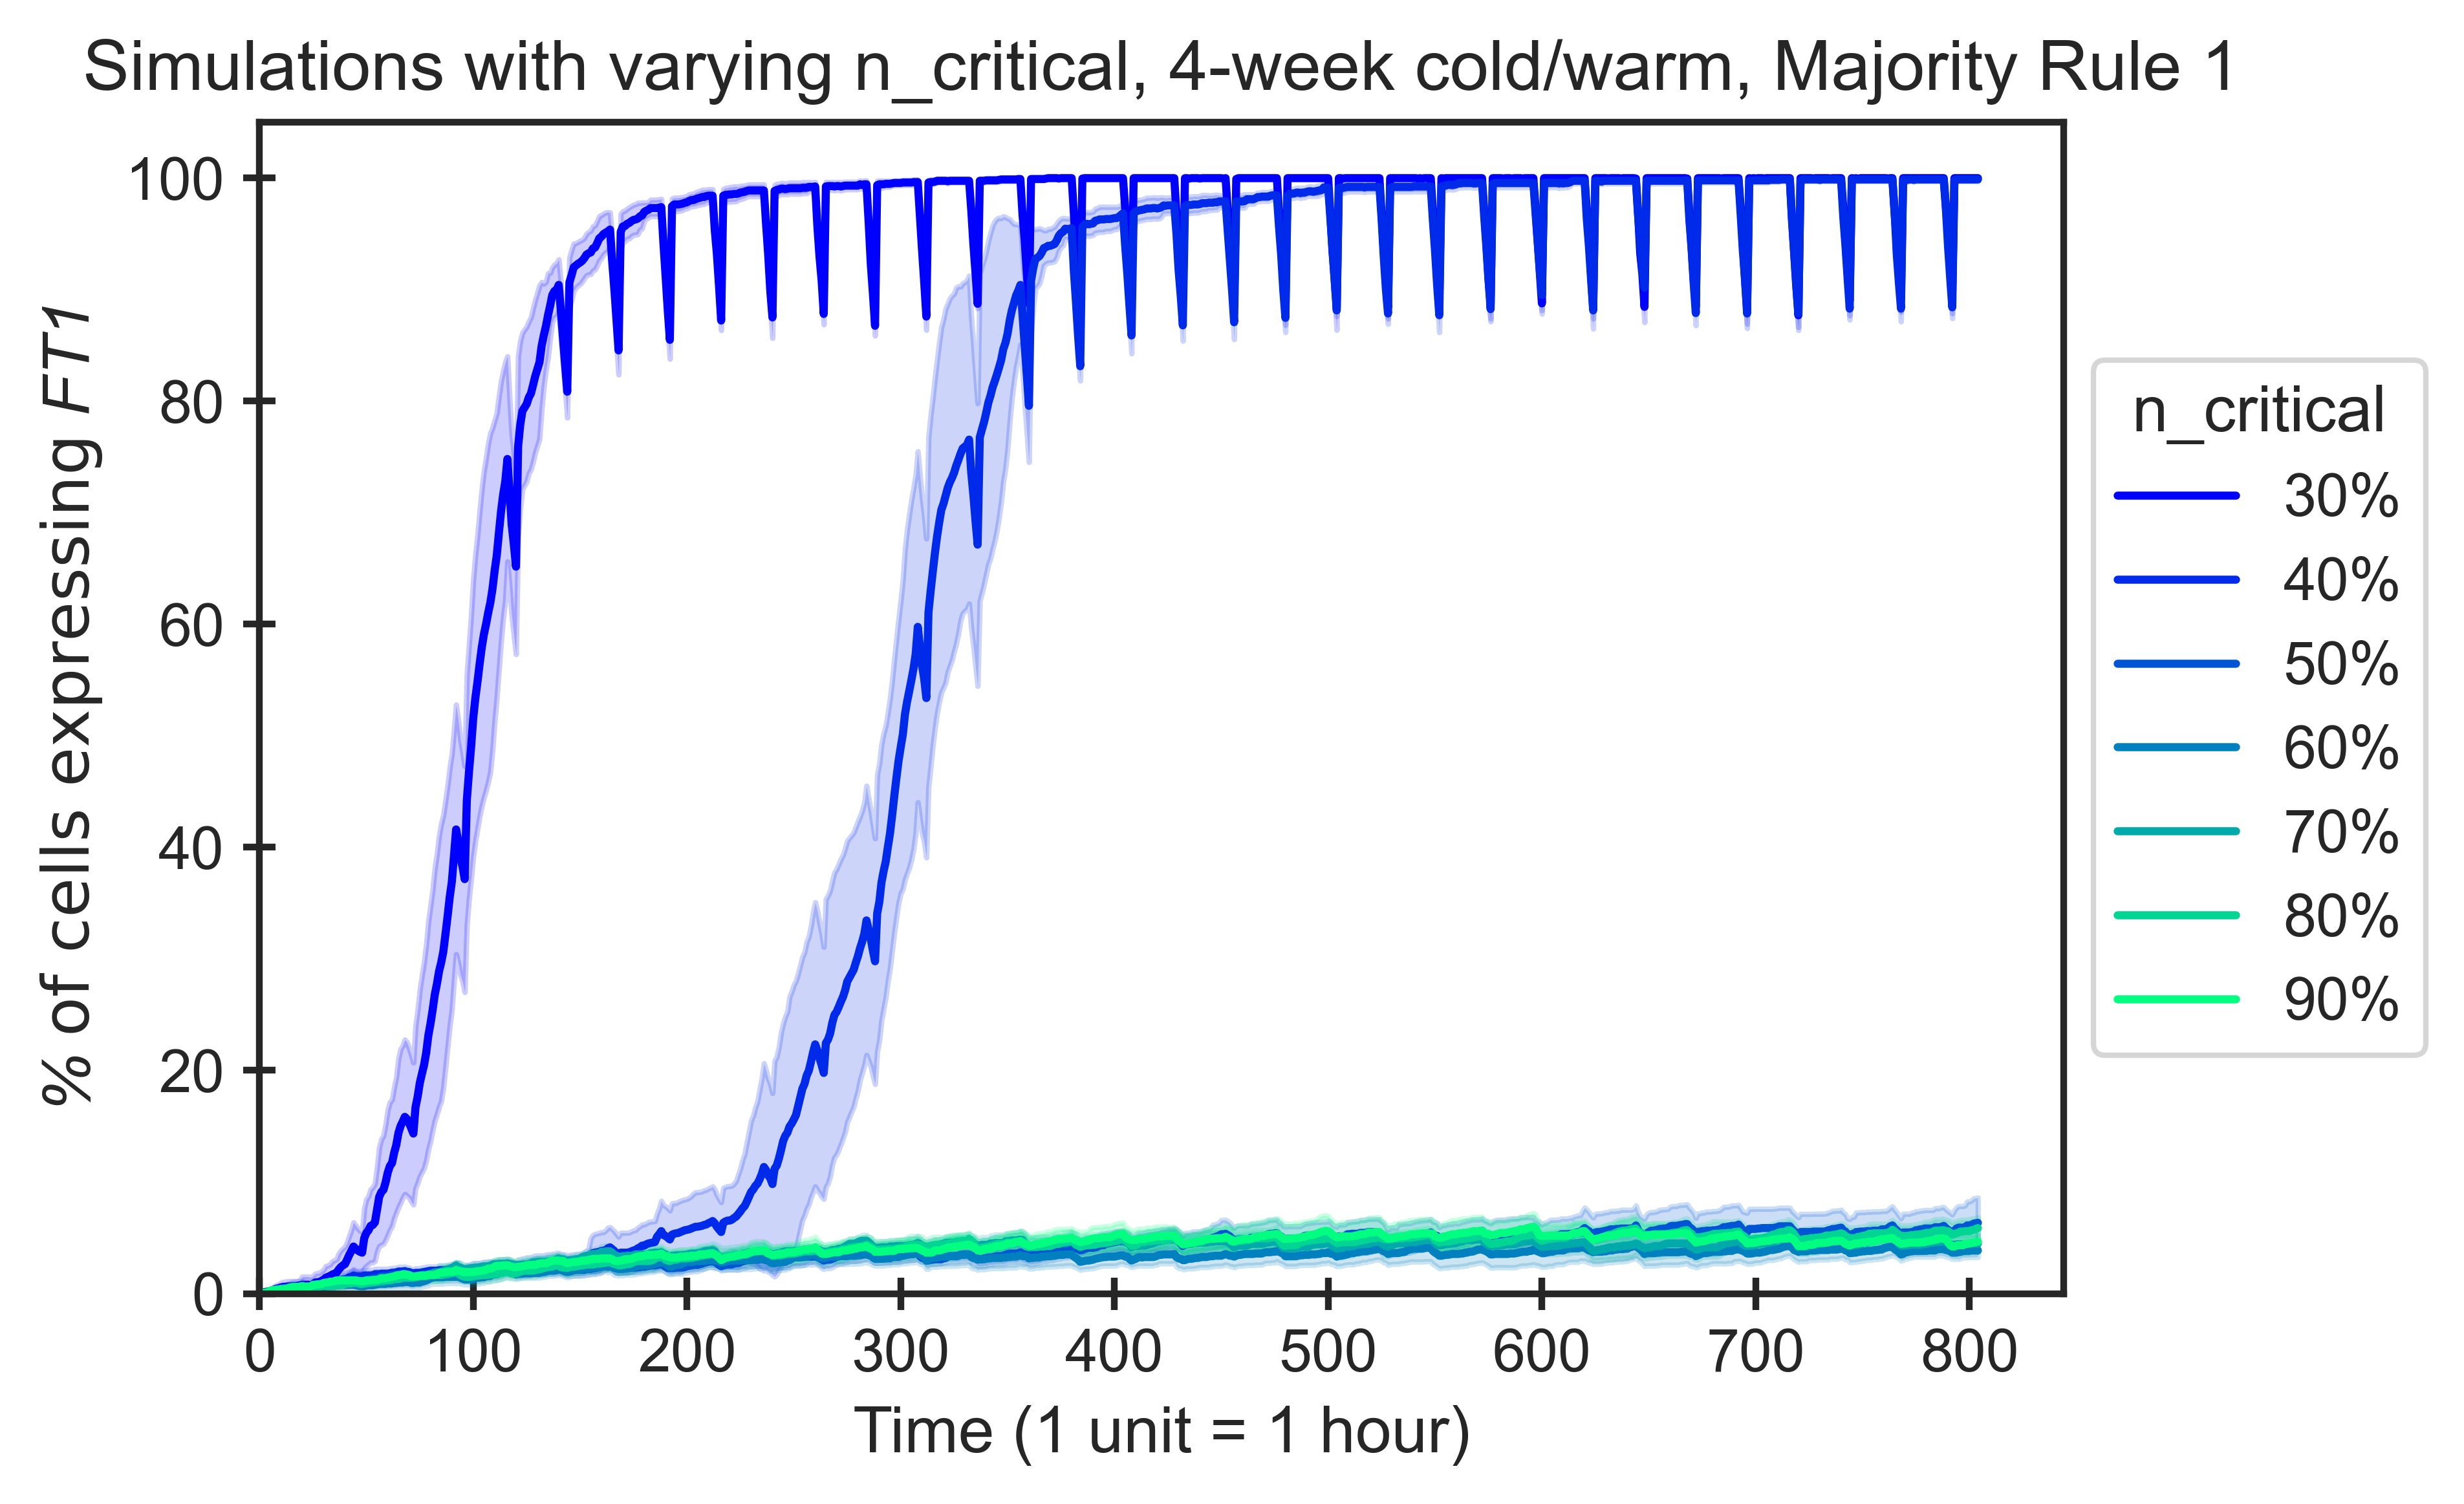 Simulations with varying n_critical, 4-week cold/warm, Majority Rule 1
% of cells expressing FT1
100
80
60
40
20
0
0 100 200 300 400 500 600 700 800
Time (1 unit = 1 hour)
n_critical
30%
40%
50%
60%
70%
80%
90%